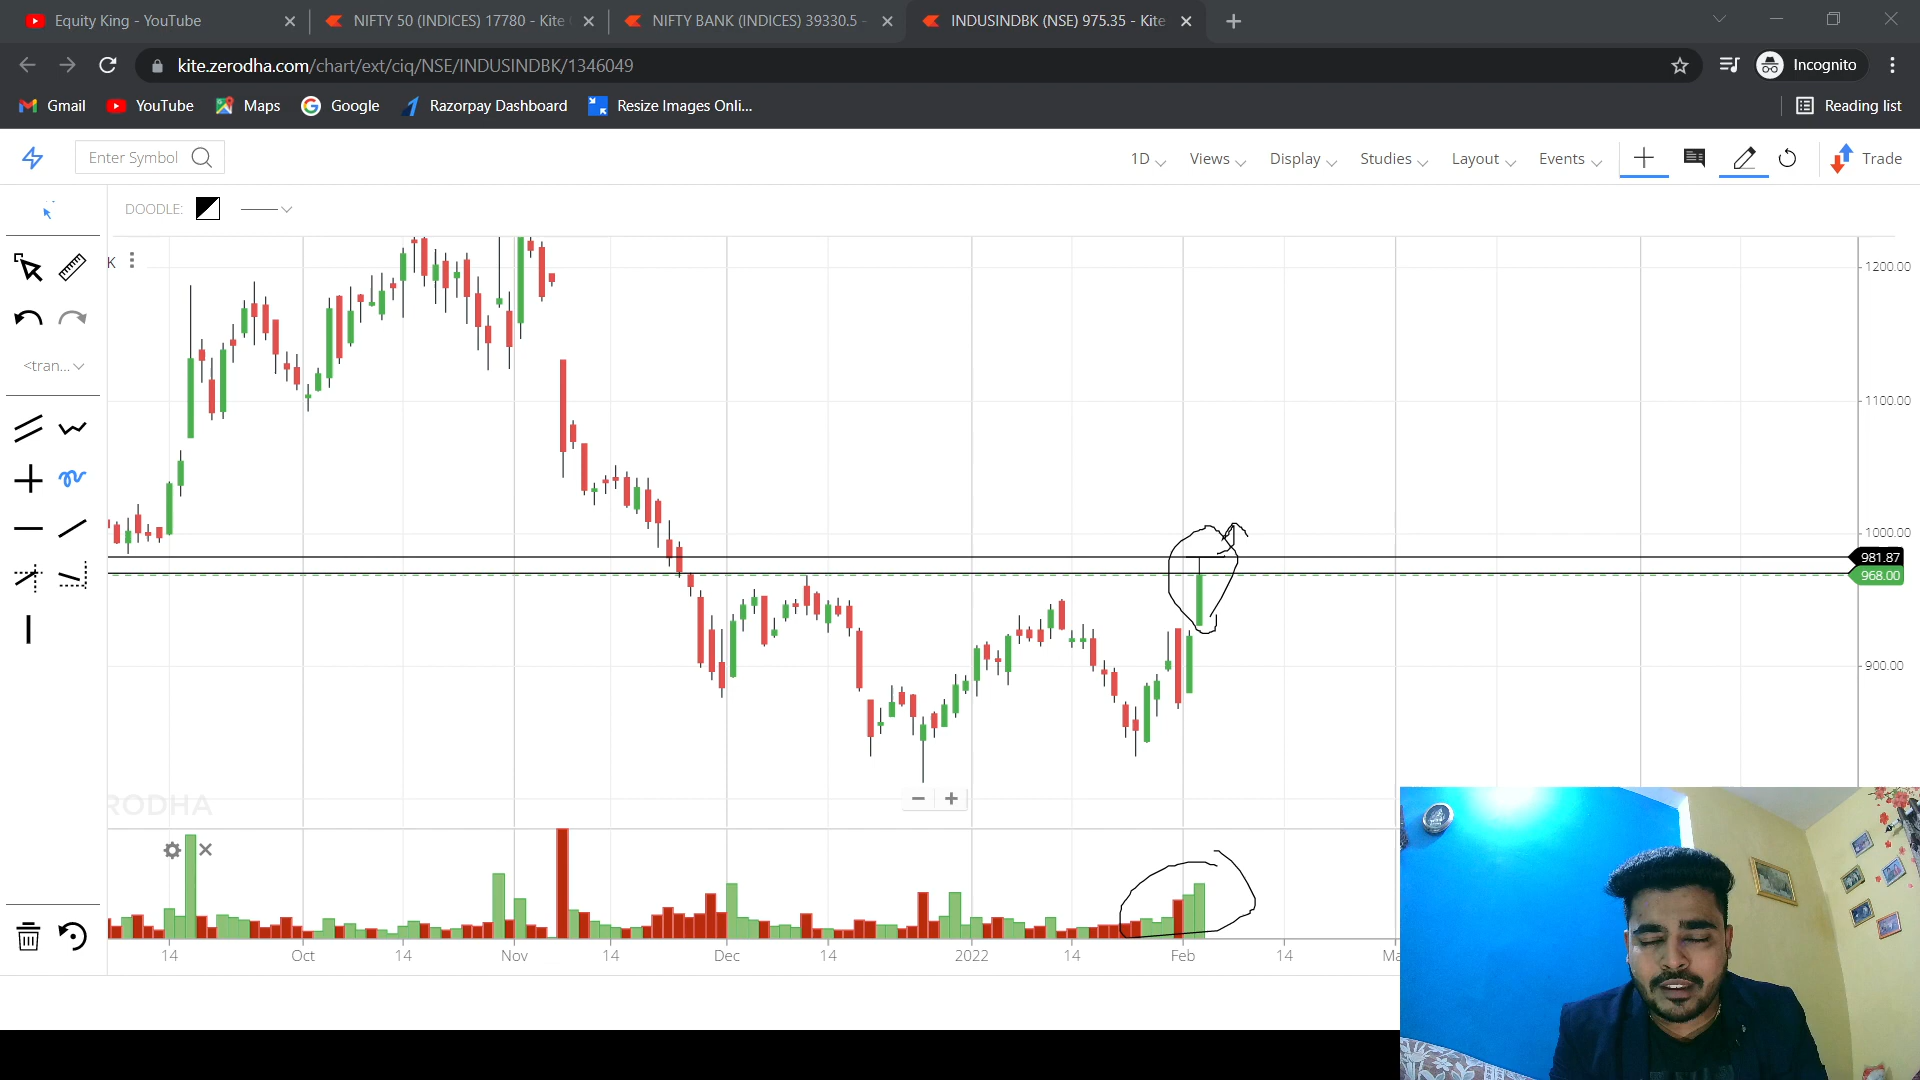 Equity King - YouTube
NIFTY 50 (INDICES) 17780 - Kite
NIFTY BANK (INDICES) 39330.5 -
INDUSINDBK (NSE) 975.35 - Kite
kite.zerodha.com/chart/ext/ciq/NSE/INDUSINDBK/1346049
Incognito
Gmail
YouTube
Maps
Google
Razorpay Dashboard
Resize Images Onli...
Reading list
Enter Symbol
1D
Views
Display
Studies
Layout
Events
Trade
DOODLE:
K
<tran...
1200.00
1100.00
1000.00
981.87
968.00
900.00
RODHA
14
Oct
14
Nov
14
Dec
14
2022
14
Feb
14
Ma